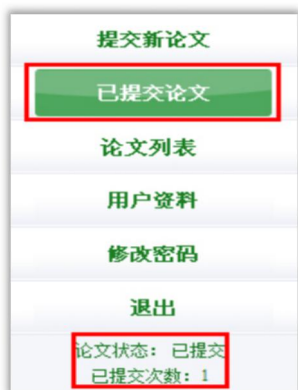 提交新论文
已提交论文
论文列表
用户资料
修改密码
退出
论文状态： 已提交
已提交次数：1